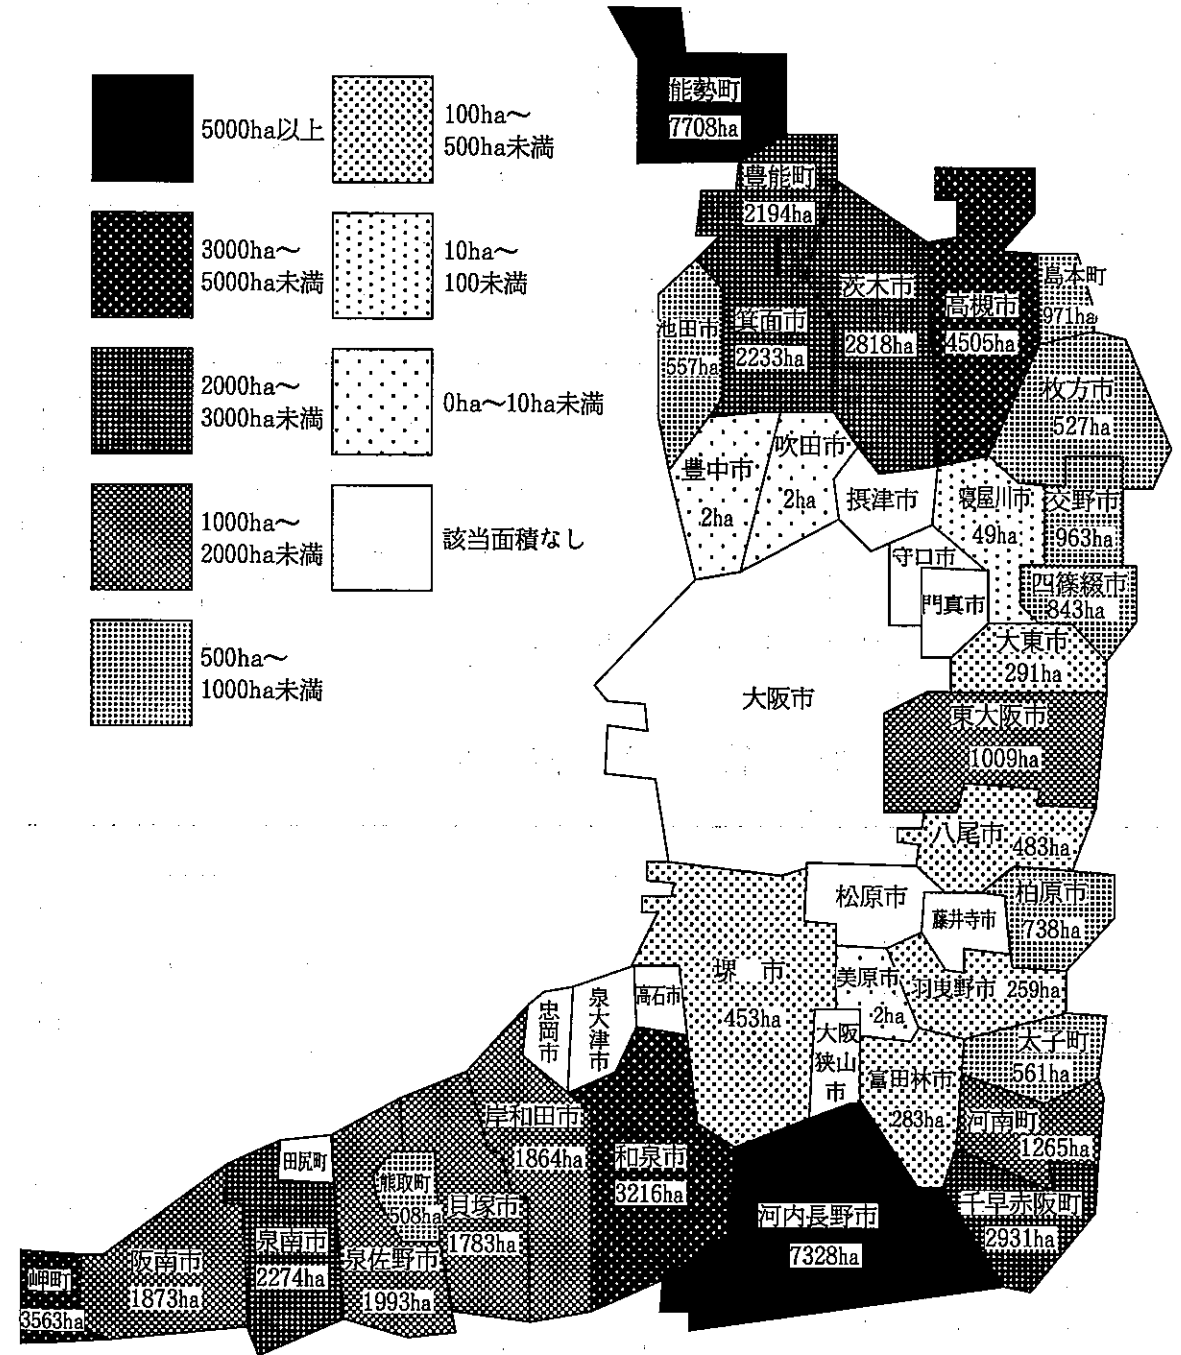 5000ha以上
100ha～
500ha未満
3000ha～
5000ha未満
10ha～
100未満
2000ha～
3000ha未満
0ha～10ha未満
1000ha～
2000ha未満
該当面積なし
500ha～
1000ha未満
能勢町
7708ha
豊能町
2194ha
島本町
971ha
茨木市
2818ha
高槻市
4505ha
池田市
557ha
箕面市
2233ha
枚方市
527ha
豊中市
2ha
吹田市
2ha
摂津市
寝屋川市
49ha
交野市
963ha
守口市
門真市
四篠綴市
843ha
大東市
291ha
大阪市
東大阪市
1009ha
八尾市
483ha
松原市
藤井寺市
柏原市
738ha
堺市
453ha
美原市
2ha
羽曳野市
259ha
高石市
泉大津市
忠岡市
大阪
狭山
市
太子町
561ha
富田林市
283ha
河南町
1265ha
岸和田市
1864ha
和泉市
3216ha
田尻町
熊取町
508ha
貝塚市
1783ha
河内長野市
7328ha
千早赤阪町
2931ha
泉南市
2274ha
泉佐野市
1993ha
阪南市
1873ha
岬町
3563ha